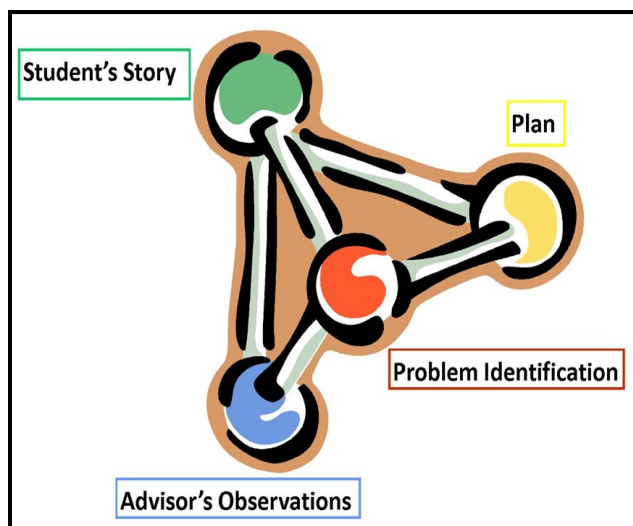 Student's Story
Plan
Problem Identification
Advisor's Observations